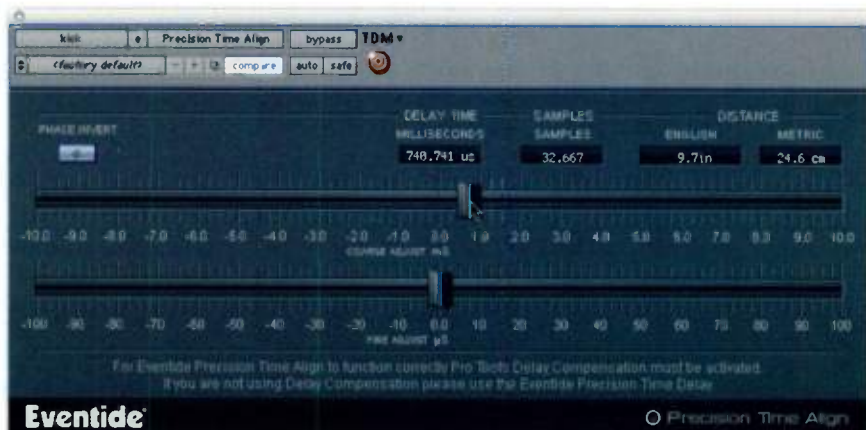 kick e Precision Time Align bypass TDM
<factory default> - + compare auto safe
PHASE INVERT
DELAY TIME SAMPLES DISTANCE
MILLISECONDS SAMPLES ENGLISH METRIC
740.741 us 32.667 9.7in 24.6 cm
-10.0 -9.0 -8.0 -7.0 -6.0 -5.0 -4.0 -3.0 -2.0 -1.0 0.0 1.0 2.0 3.0 4.0 5.0 6.0 7.0 8.0 9.0 10.0
COARSE ADJUST mS
-100 -90 -80 -70 -60 -50 -40 -30 -20 -10 0.0 10 20 30 40 50 60 70 80 90 100
FINE ADJUST µS
For Eventide Precision Time Align to function correctly Pro Tools Delay Compensation must be activated.
If you are not using Delay Compensation please use the Eventide Precision Time Delay
Eventide Precision Time Align